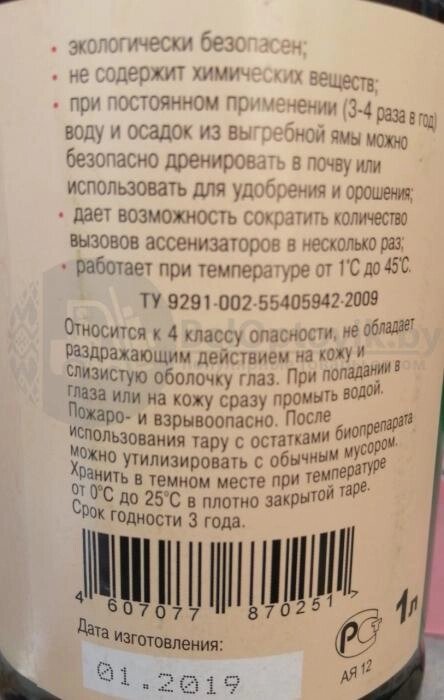 • экологически безопасен;
• не содержит химических веществ;
• при постоянном применении (3-4 раза в год)
воду и осадок из выгребной ямы можно
безопасно дренировать в почву или
использовать для удобрения и орошения;
• дает возможность сократить количество
вызовов ассенизаторов в несколько раз;
• работает при температуре от 1°С до 45°С.
ТУ 9291-002-55405942-2009
Относится к 4 классу опасности, не обладает
раздражающим действием на кожу и
слизистую оболочку глаз. При попадании в
глаза или на кожу сразу промыть водой.
Пожаро- и взрывоопасно. После
использования тару с остатками биопрепарата
можно утилизировать с обычным мусором.
Хранить в темном месте при температуре
от 0°С до 25°С в плотно закрытой таре.
Срок годности 3 года.
4 607077 870251
Дата изготовления:
01.2019
РСТ
АЯ 12
1л